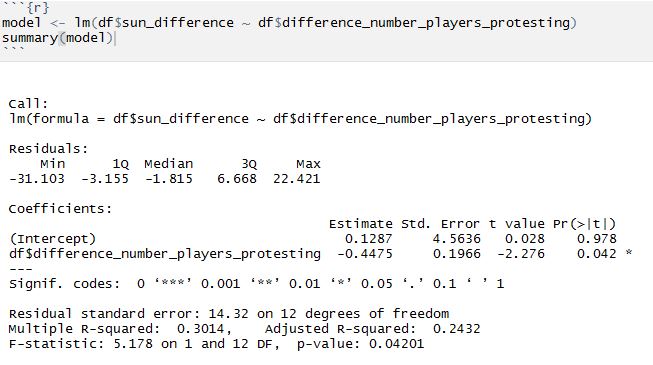 ```{r}
model <- lm(df$sun_difference ~ df$difference_number_players_protesting)
summary(model)
```
Call:
lm(formula = df$sun_difference ~ df$difference_number_players_protesting)
Residuals:
    Min      1Q  Median      3Q     Max
-31.103  -3.155  -1.815   6.668  22.421
Coefficients:
                                        Estimate Std. Error t value Pr(>|t|)
(Intercept)                               0.1287     4.5636   0.028    0.978
df$difference_number_players_protesting  -0.4475     0.1966  -2.276    0.042 *
---
Signif. codes:  0 ‘***’ 0.001 ‘**’ 0.01 ‘*’ 0.05 ‘.’ 0.1 ‘ ’ 1
Residual standard error: 14.32 on 12 degrees of freedom
Multiple R-squared:  0.3014,    Adjusted R-squared:  0.2432
F-statistic: 5.178 on 1 and 12 DF,  p-value: 0.04201